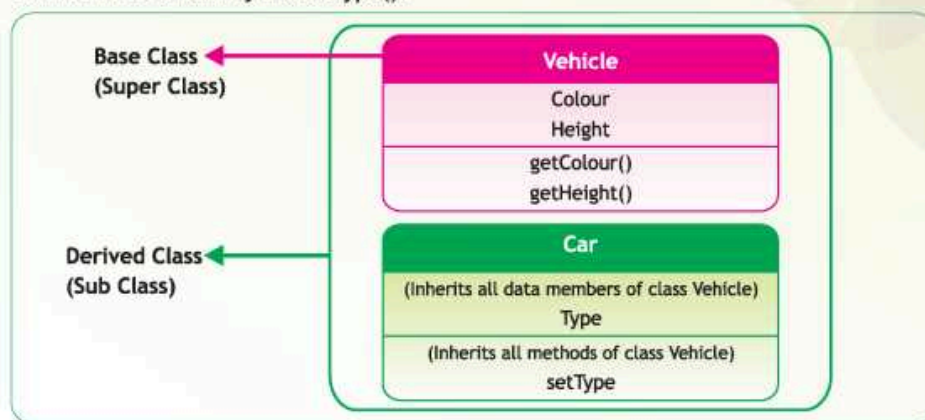 Base Class
(Super Class)
Vehicle
Colour
Height
getColour()
getHeight()
Derived Class
(Sub Class)
Car
(Inherits all data members of class Vehicle)
Type
(Inherits all methods of class Vehicle)
setType